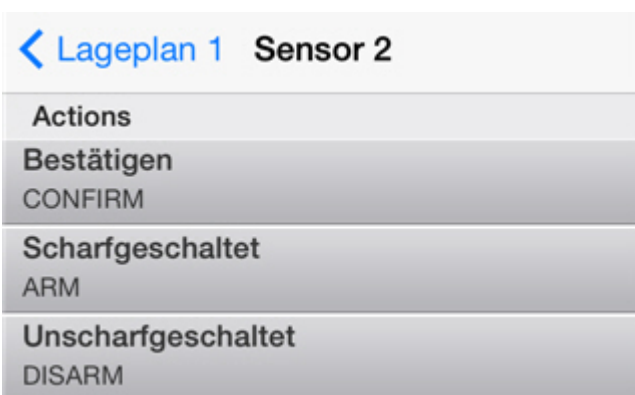 Lageplan 1 Sensor 2
Actions
Bestätigen
CONFIRM
Scharfgeschaltet
ARM
Unscharfgeschaltet
DISARM